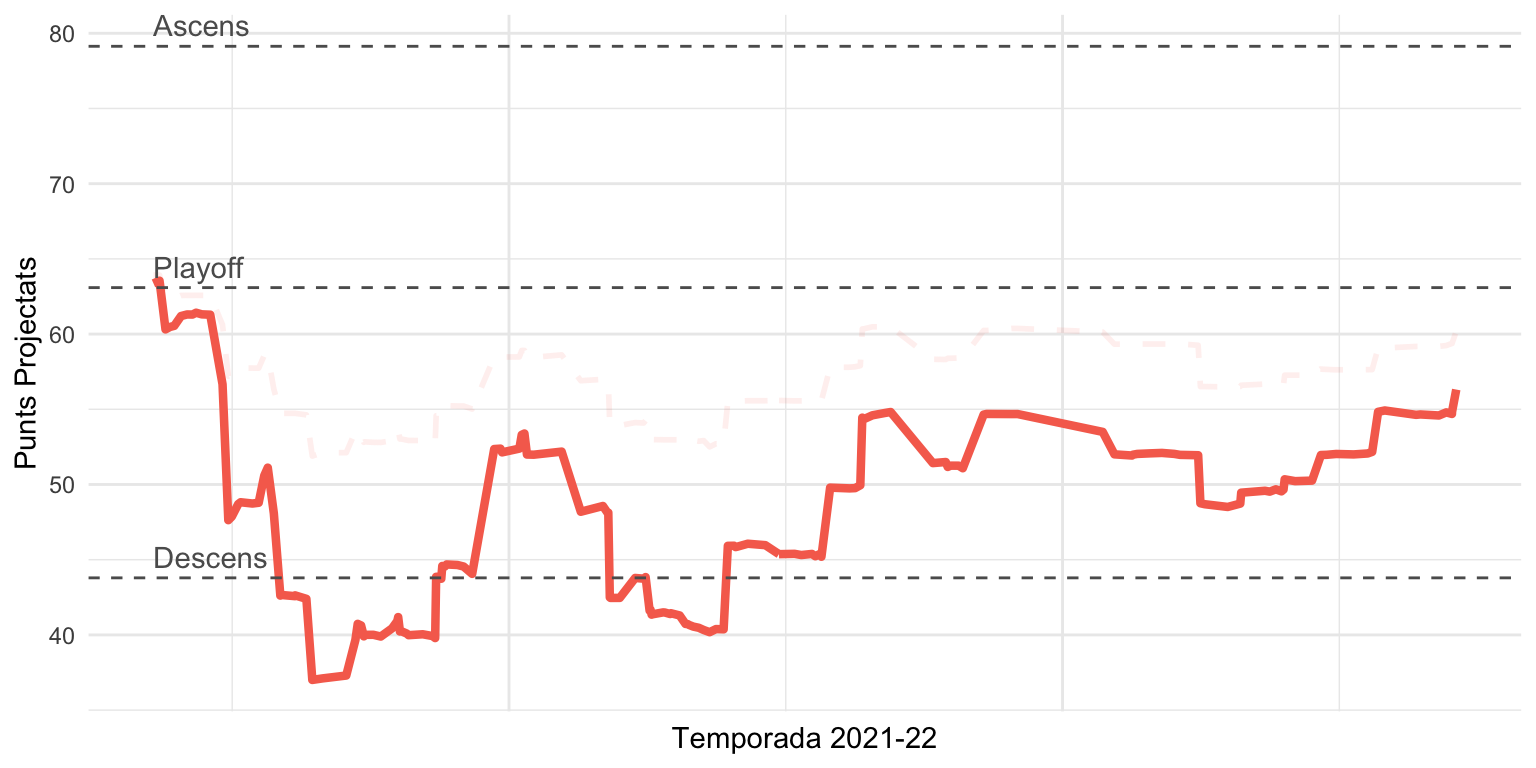 Ascens
80
70
Playoff
60
50
Descens
40
Punts Projectats
Temporada 2021-22